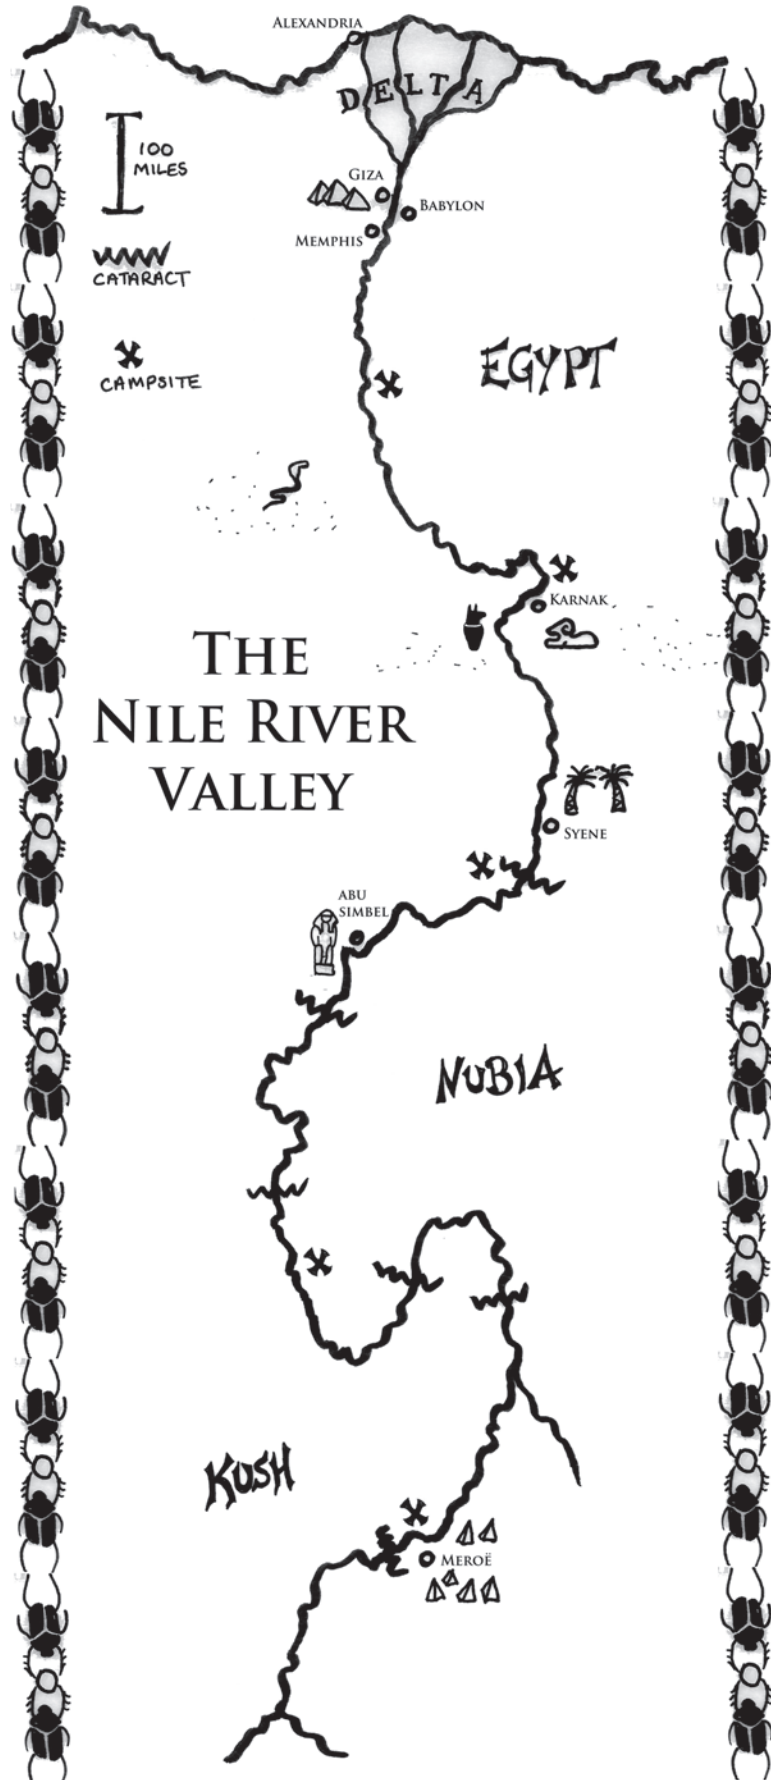 ALEXANDRIA
DELTA
100
MILES
GIZA
BABYLON
MEMPHIS
CATARACT
EGYPT
CAMPSITE
KARNAK
THE
NILE RIVER
VALLEY
SYENE
ABU
SIMBEL
NUBIA
KUSH
MEROË